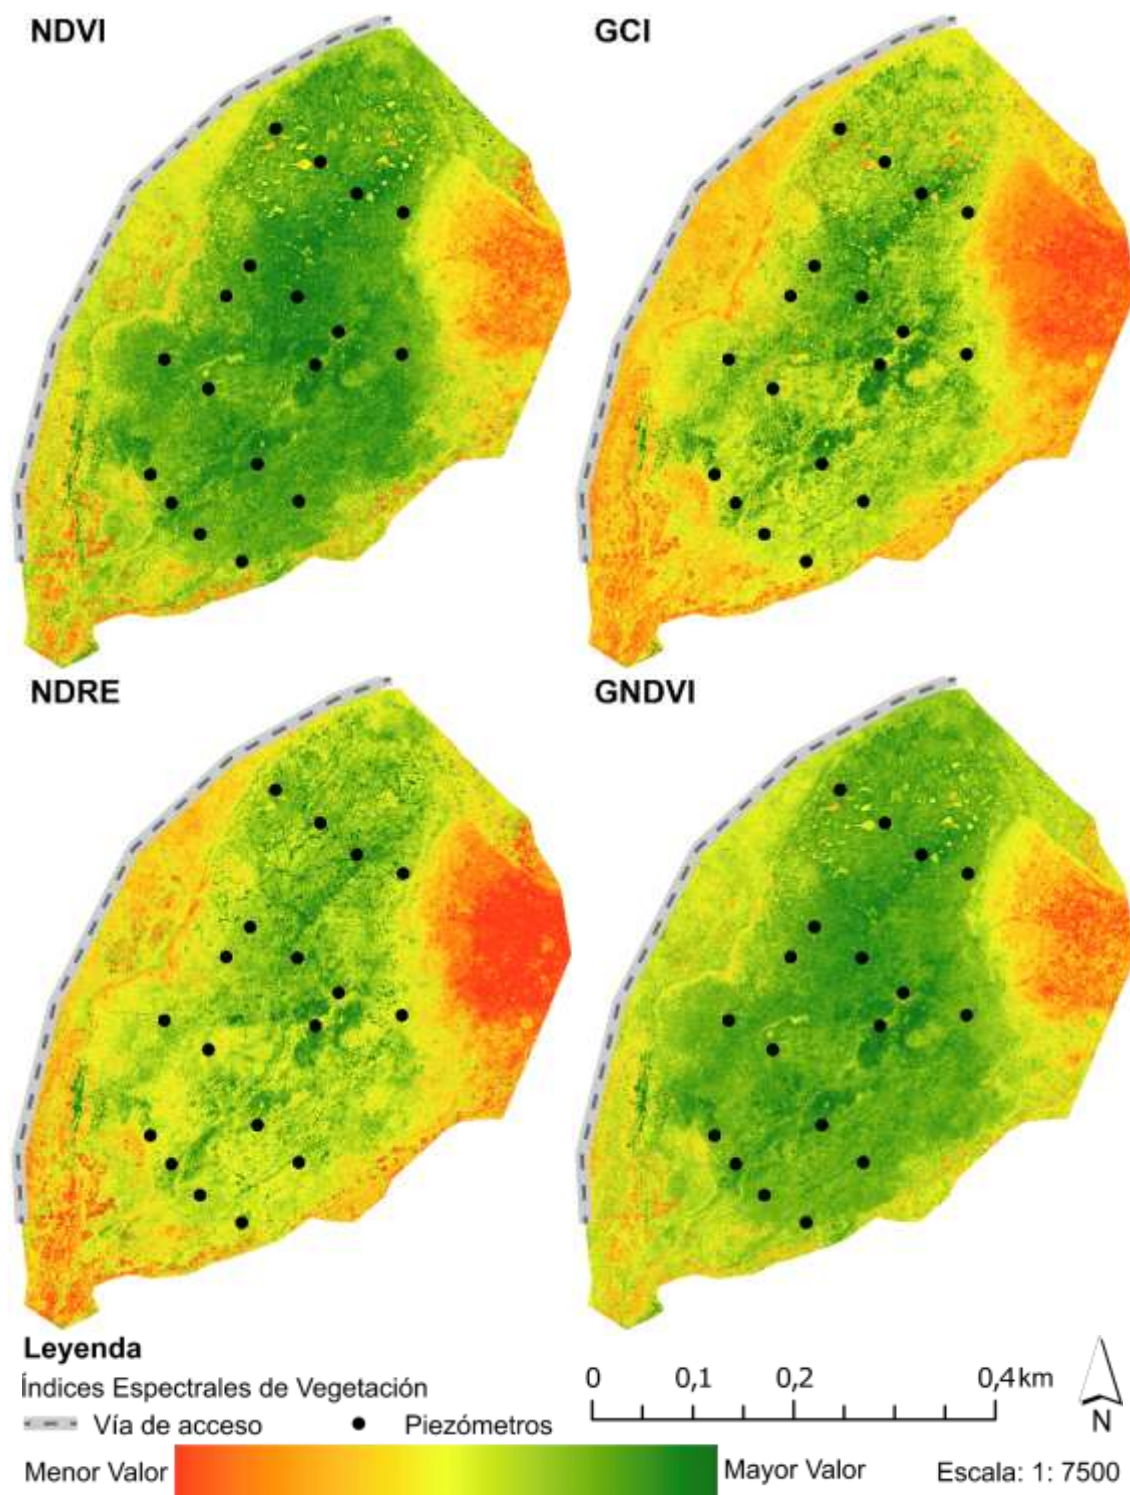 NDVI
GCI
NDRE
GNDVI
Leyenda
Índices Espectrales de Vegetación
Vía de acceso
Piezómetros
0 0,1 0,2 0,4 km
N
Menor Valor
Mayor Valor
Escala: 1: 7500